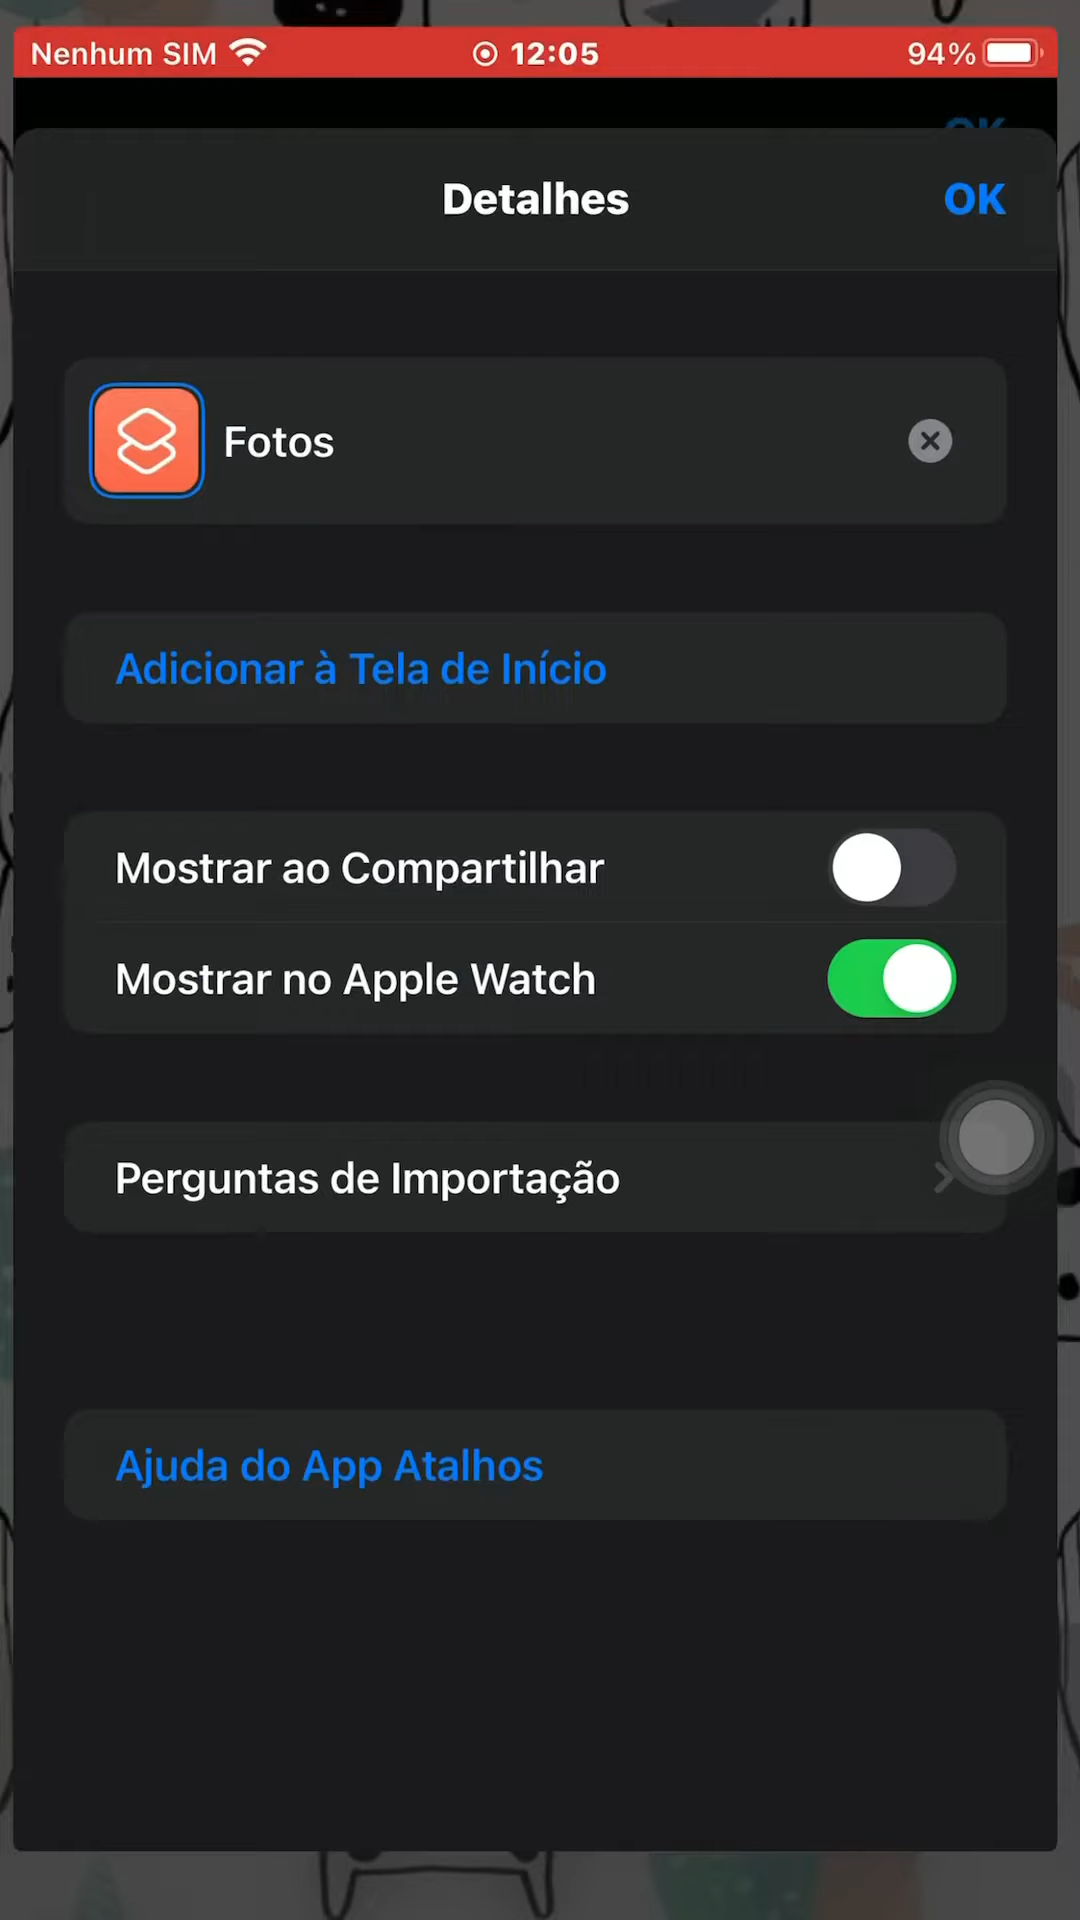 Nenhum SIM 12:05 94%
OK
Detalhes OK
Fotos
Adicionar à Tela de Início
Mostrar ao Compartilhar
Mostrar no Apple Watch
Perguntas de Importação
Ajuda do App Atalhos